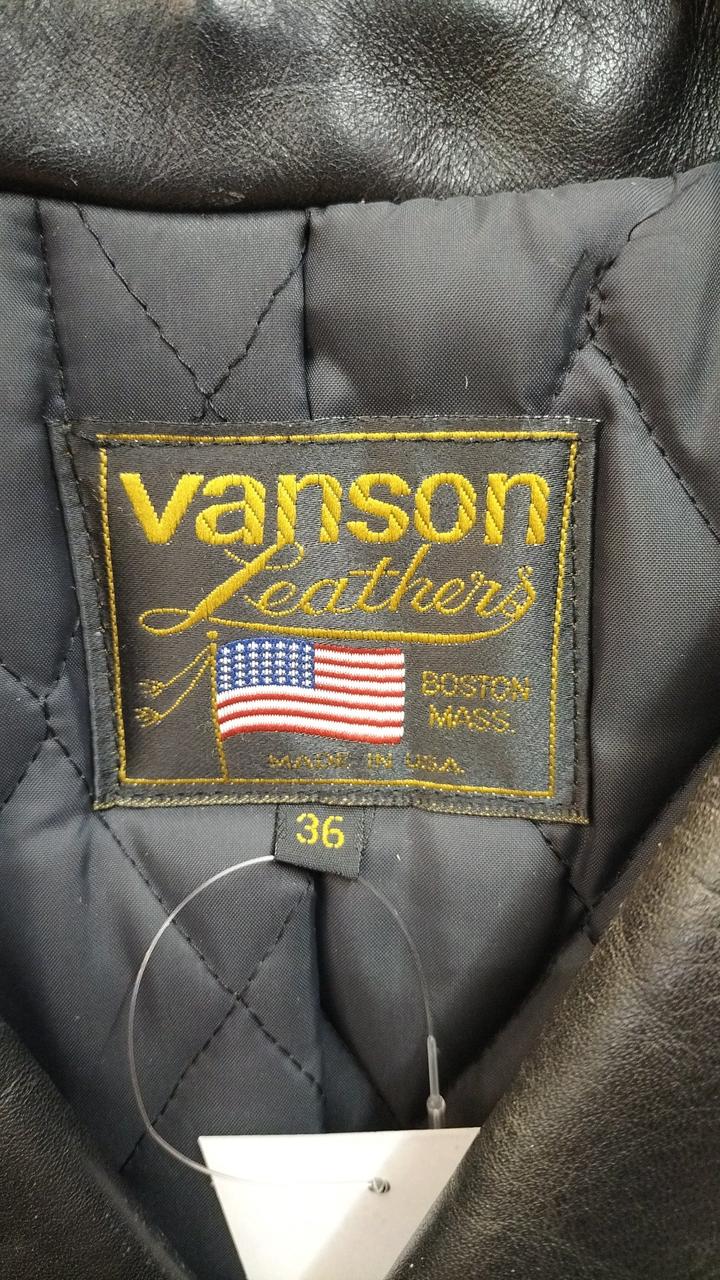 vanson
Leathers
BOSTON
MASS.
MADE IN USA.
36